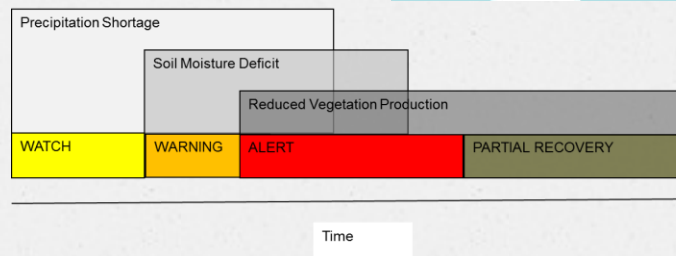 Precipitation Shortage
Soil Moisture Deficit
Reduced Vegetation Production
WATCH
WARNING
ALERT
PARTIAL RECOVERY
Time